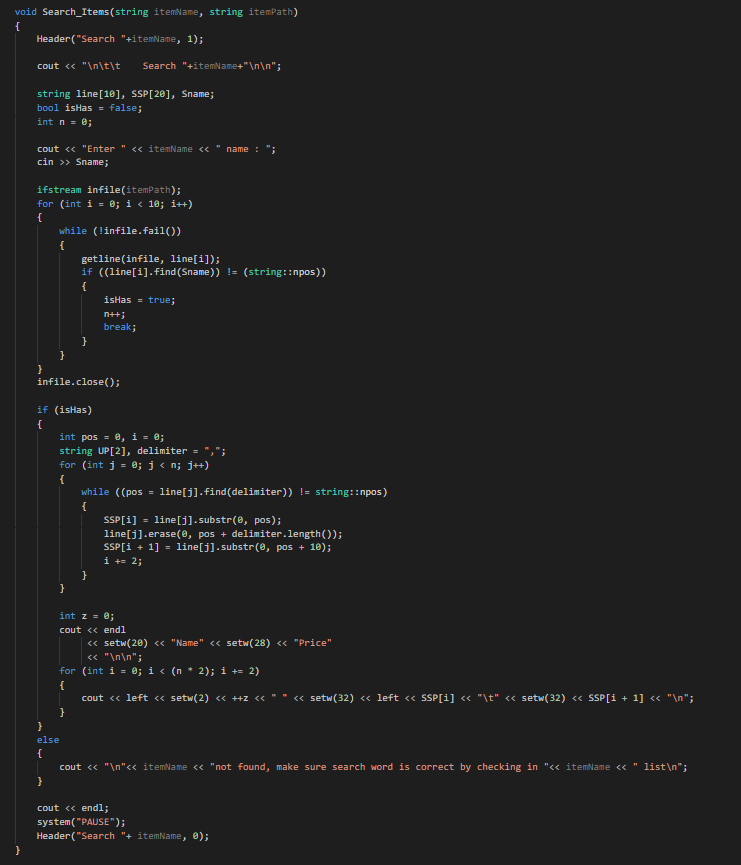 void Search_Items(string itemName, string itemPath)
{
Header("Search "+itemName, 1);
cout << "\n\t\t    Search "+itemName+"\n\n";
string line[10], SSP[20], Sname;
bool isHas = false;
int n = 0;
cout << "Enter " << itemName << " name : ";
cin >> Sname;
ifstream infile(itemPath);
for (int i = 0; i < 10; i++)
{
while (!infile.fail())
{
getline(infile, line[i]);
if ((line[i].find(Sname)) != (string::npos))
{
isHas = true;
n++;
break;
}
}
}
infile.close();
if (isHas)
{
int pos = 0, i = 0;
string UP[2], delimiter = ",";
for (int j = 0; j < n; j++)
{
while ((pos = line[j].find(delimiter)) != string::npos)
{
SSP[i] = line[j].substr(0, pos);
line[j].erase(0, pos + delimiter.length());
SSP[i + 1] = line[j].substr(0, pos + 10);
i += 2;
}
}
int z = 0;
cout << endl
<< setw(20) << "Name" << setw(28) << "Price"
<< "\n\n";
for (int i = 0; i < (n * 2); i += 2)
{
cout << left << setw(2) << ++z << " " << setw(32) << left << SSP[i] << "\t" << setw(32) << SSP[i + 1] << "\n";
}
}
else
{
cout << "\n"<< itemName << "not found, make sure search word is correct by checking in "<< itemName << " list\n";
}
cout << endl;
system("PAUSE");
Header("Search "+ itemName, 0);
}